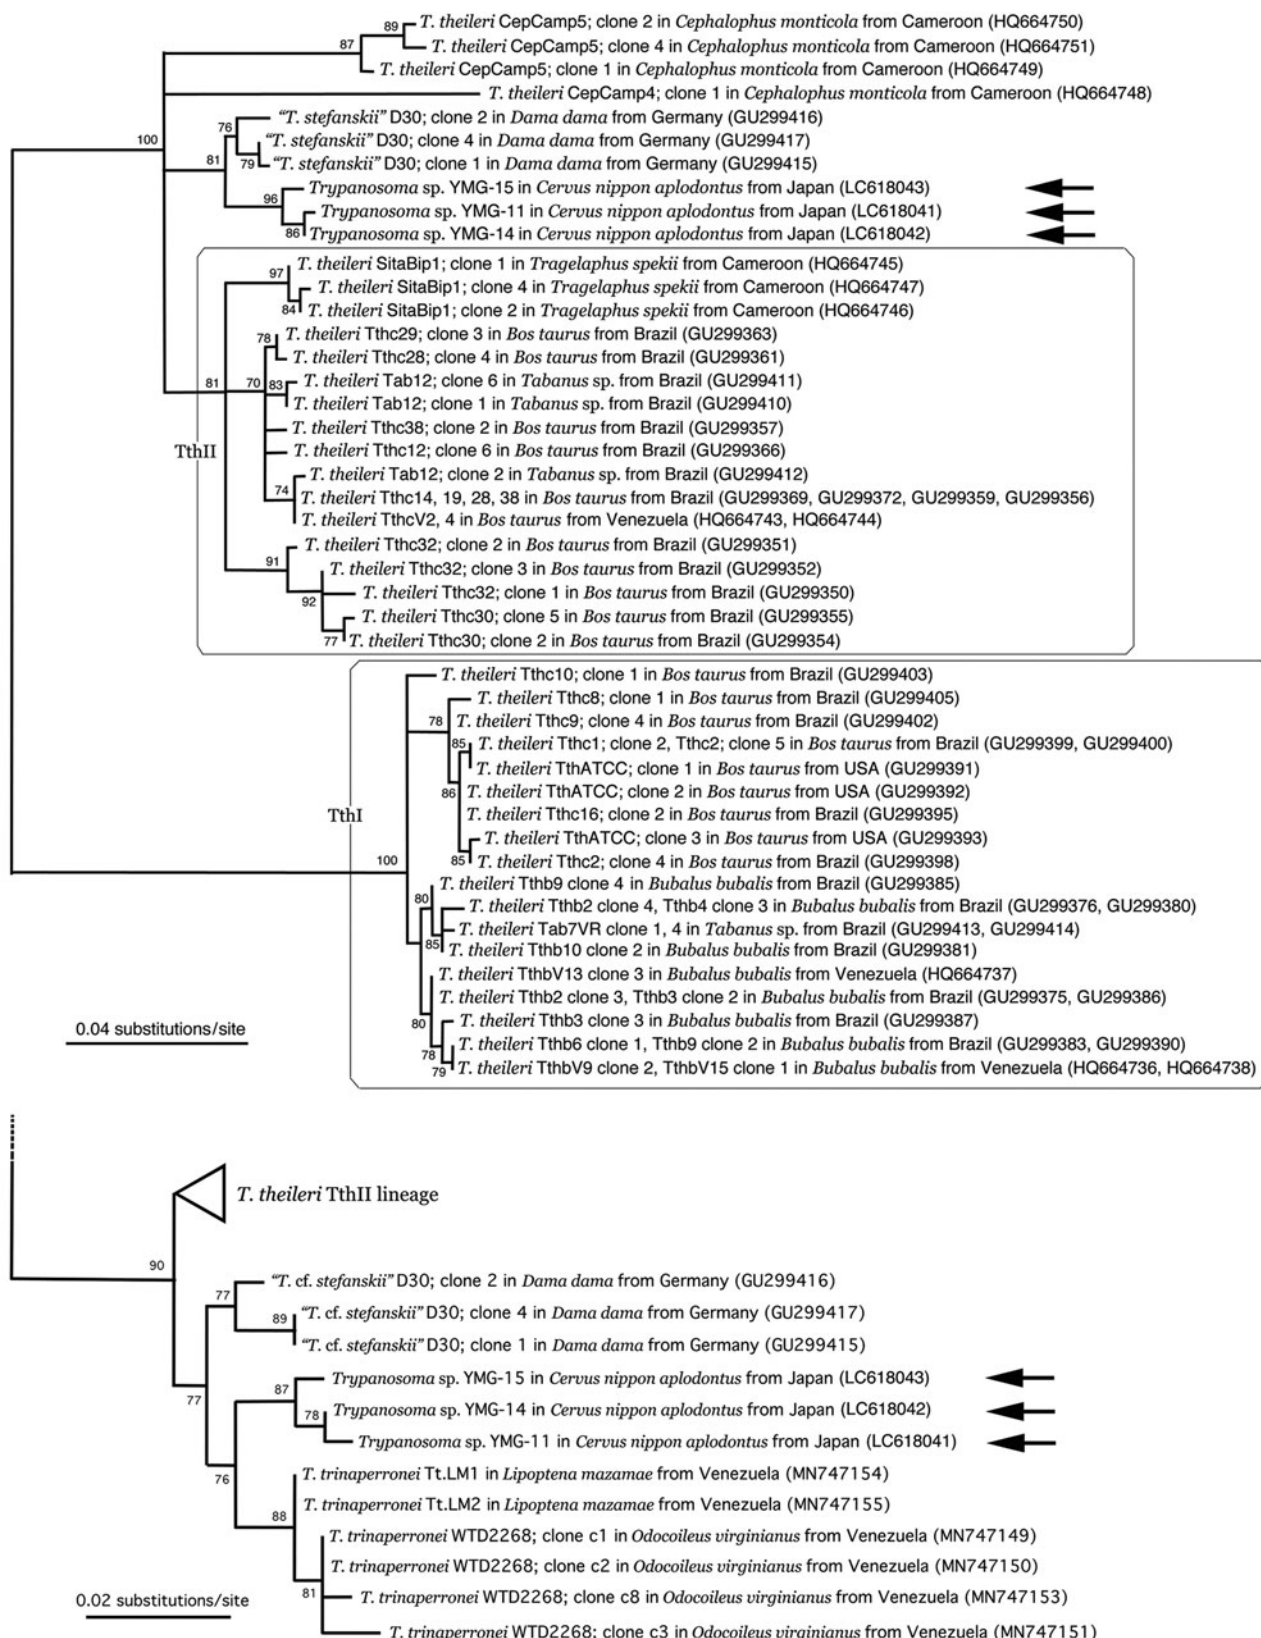 89 T. theileri CepCamp5; clone 2 in Cephalophus monticola from Cameroon (HQ664750)
87 T. theileri CepCamp5; clone 4 in Cephalophus monticola from Cameroon (HQ664751)
T. theileri CepCamp5; clone 1 in Cephalophus monticola from Cameroon (HQ664749)
T. theileri CepCamp4; clone 1 in Cephalophus monticola from Cameroon (HQ664748)
76 "T. stefanskii" D30; clone 2 in Dama dama from Germany (GU299416)
100 "T. stefanskii" D30; clone 4 in Dama dama from Germany (GU299417)
81 79 "T. stefanskii" D30; clone 1 in Dama dama from Germany (GU299415)
Trypanosoma sp. YMG-15 in Cervus nippon aplodontus from Japan (LC618043)
96 Trypanosoma sp. YMG-11 in Cervus nippon aplodontus from Japan (LC618041)
86 Trypanosoma sp. YMG-14 in Cervus nippon aplodontus from Japan (LC618042)
97 T. theileri SitaBip1; clone 1 in Tragelaphus spekii from Cameroon (HQ664745)
T. theileri SitaBip1; clone 4 in Tragelaphus spekii from Cameroon (HQ664747)
84 T. theileri SitaBip1; clone 2 in Tragelaphus spekii from Cameroon (HQ664746)
78 T. theileri Tthc29; clone 3 in Bos taurus from Brazil (GU299363)
T. theileri Tthc28; clone 4 in Bos taurus from Brazil (GU299361)
81 70 83 T. theileri Tab12; clone 6 in Tabanus sp. from Brazil (GU299411)
T. theileri Tab12; clone 1 in Tabanus sp. from Brazil (GU299410)
T. theileri Tthc38; clone 2 in Bos taurus from Brazil (GU299357)
TthII T. theileri Tthc12; clone 6 in Bos taurus from Brazil (GU299366)
T. theileri Tab12; clone 2 in Tabanus sp. from Brazil (GU299412)
74 T. theileri Tthc14, 19, 28, 38 in Bos taurus from Brazil (GU299369, GU299372, GU299359, GU299356)
T. theileri TthcV2, 4 in Bos taurus from Venezuela (HQ664743, HQ664744)
T. theileri Tthc32; clone 2 in Bos taurus from Brazil (GU299351)
91 T. theileri Tthc32; clone 3 in Bos taurus from Brazil (GU299352)
92 T. theileri Tthc32; clone 1 in Bos taurus from Brazil (GU299350)
T. theileri Tthc30; clone 5 in Bos taurus from Brazil (GU299355)
77 T. theileri Tthc30; clone 2 in Bos taurus from Brazil (GU299354)
T. theileri Tthc10; clone 1 in Bos taurus from Brazil (GU299403)
T. theileri Tthc8; clone 1 in Bos taurus from Brazil (GU299405)
78 T. theileri Tthc9; clone 4 in Bos taurus from Brazil (GU299402)
85 T. theileri Tthc1; clone 2, Tthc2; clone 5 in Bos taurus from Brazil (GU299399, GU299400)
T. theileri TthATCC; clone 1 in Bos taurus from USA (GU299391)
86 T. theileri TthATCC; clone 2 in Bos taurus from USA (GU299392)
TthI T. theileri Tthc16; clone 2 in Bos taurus from Brazil (GU299395)
T. theileri TthATCC; clone 3 in Bos taurus from USA (GU299393)
100 85 T. theileri Tthc2; clone 4 in Bos taurus from Brazil (GU299398)
80 T. theileri Tthb9 clone 4 in Bubalus bubalis from Brazil (GU299385)
T. theileri Tthb2 clone 4, Tthb4 clone 3 in Bubalus bubalis from Brazil (GU299376, GU299380)
T. theileri Tab7VR clone 1, 4 in Tabanus sp. from Brazil (GU299413, GU299414)
85 T. theileri Tthb10 clone 2 in Bubalus bubalis from Brazil (GU299381)
T. theileri TthbV13 clone 3 in Bubalus bubalis from Venezuela (HQ664737)
T. theileri Tthb2 clone 3, Tthb3 clone 2 in Bubalus bubalis from Brazil (GU299375, GU299386)
0.04 substitutions/site 80 T. theileri Tthb3 clone 3 in Bubalus bubalis from Brazil (GU299387)
78 T. theileri Tthb6 clone 1, Tthb9 clone 2 in Bubalus bubalis from Brazil (GU299383, GU299390)
79 T. theileri TthbV9 clone 2, TthbV15 clone 1 in Bubalus bubalis from Venezuela (HQ664736, HQ664738)
T. theileri TthII lineage
90
77 "T. cf. stefanskii" D30; clone 2 in Dama dama from Germany (GU299416)
89 "T. cf. stefanskii" D30; clone 4 in Dama dama from Germany (GU299417)
"T. cf. stefanskii" D30; clone 1 in Dama dama from Germany (GU299415)
77 87 Trypanosoma sp. YMG-15 in Cervus nippon aplodontus from Japan (LC618043)
78 Trypanosoma sp. YMG-14 in Cervus nippon aplodontus from Japan (LC618042)
Trypanosoma sp. YMG-11 in Cervus nippon aplodontus from Japan (LC618041)
76 T. trinaperronei Tt.LM1 in Lipoptena mazamae from Venezuela (MN747154)
88 T. trinaperronei Tt.LM2 in Lipoptena mazamae from Venezuela (MN747155)
T. trinaperronei WTD2268; clone c1 in Odocoileus virginianus from Venezuela (MN747149)
T. trinaperronei WTD2268; clone c2 in Odocoileus virginianus from Venezuela (MN747150)
0.02 substitutions/site 81 T. trinaperronei WTD2268; clone c8 in Odocoileus virginianus from Venezuela (MN747153)
T. trinaperronei WTD2268; clone c3 in Odocoileus virginianus from Venezuela (MN747151)